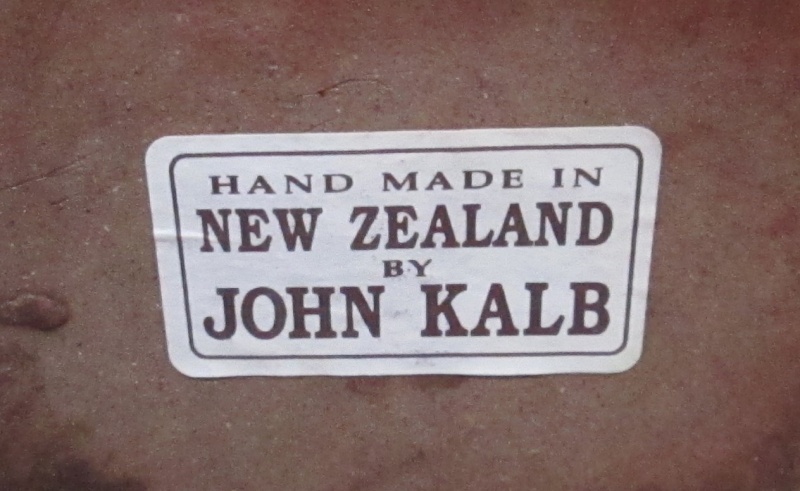 HAND MADE IN
NEW ZEALAND
BY
JOHN KALB